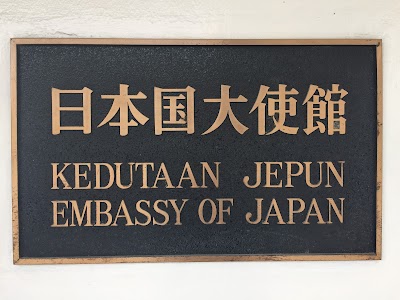 日本国大使館
KEDUTAAN JEPUN
EMBASSY OF JAPAN